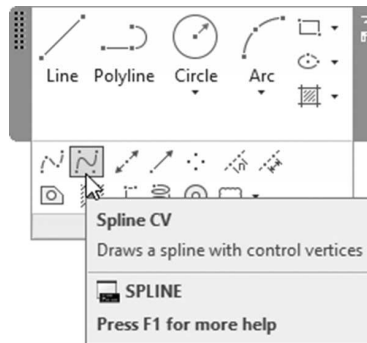 Line Polyline Circle Arc
Spline CV
Draws a spline with control vertices
SPLINE
Press F1 for more help